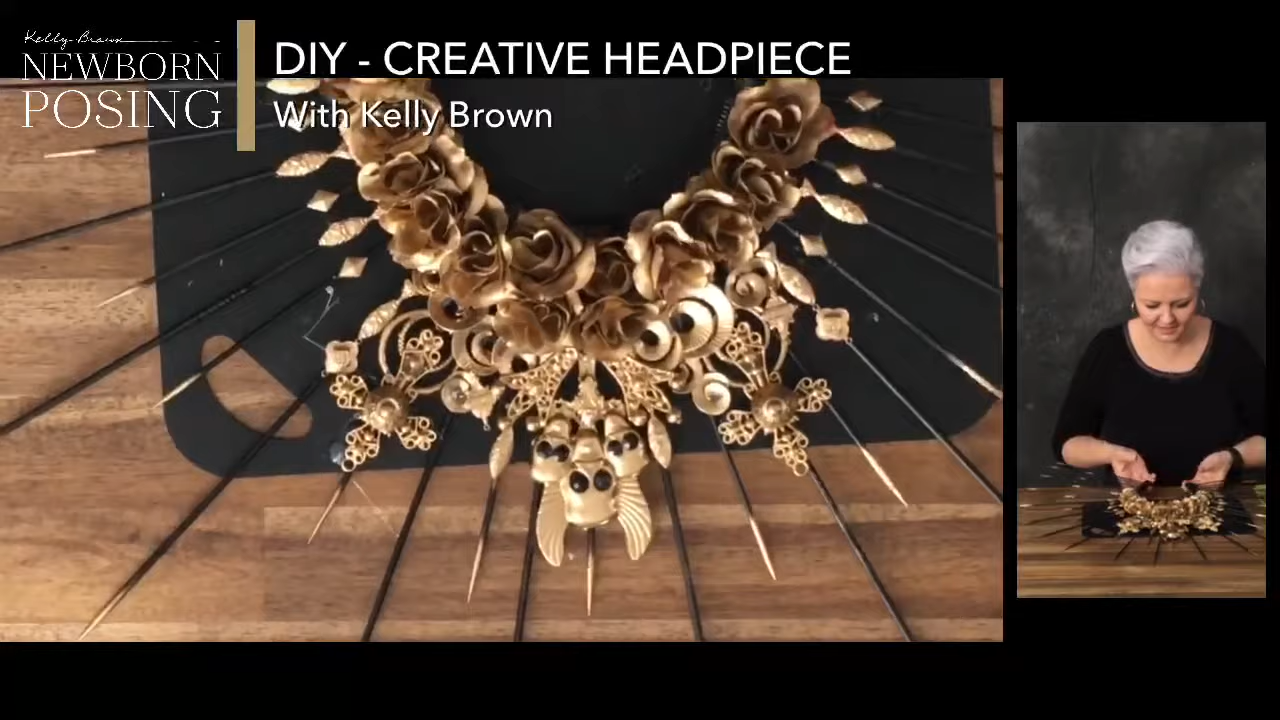 Kelly Brown
NEWBORN
POSING
DIY - CREATIVE HEADPIECE
With Kelly Brown